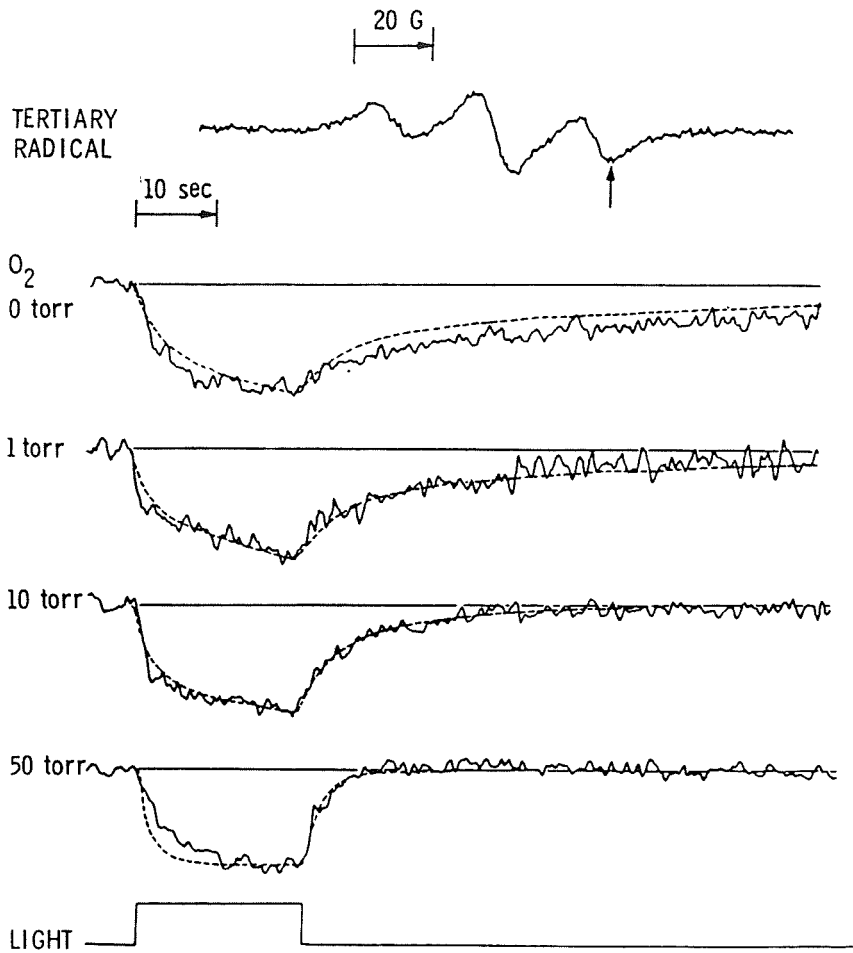 20 G
TERTIARY
RADICAL
10 sec
O2
0 torr
1 torr
10 torr
50 torr
LIGHT